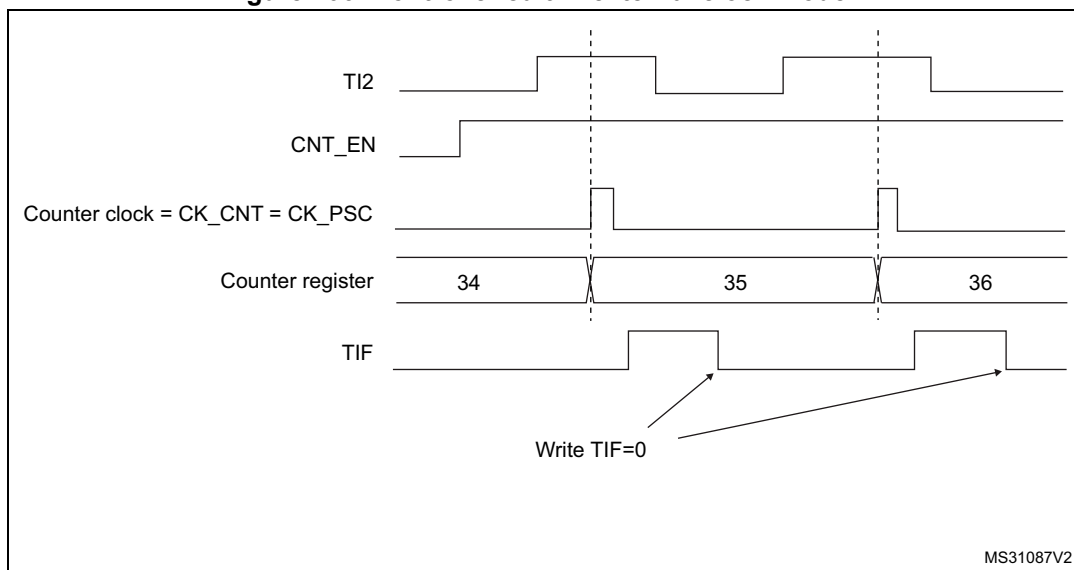 TI2
CNT_EN
Counter clock = CK_CNT = CK_PSC
Counter register
34
35
36
TIF
Write TIF=0
MS31087V2